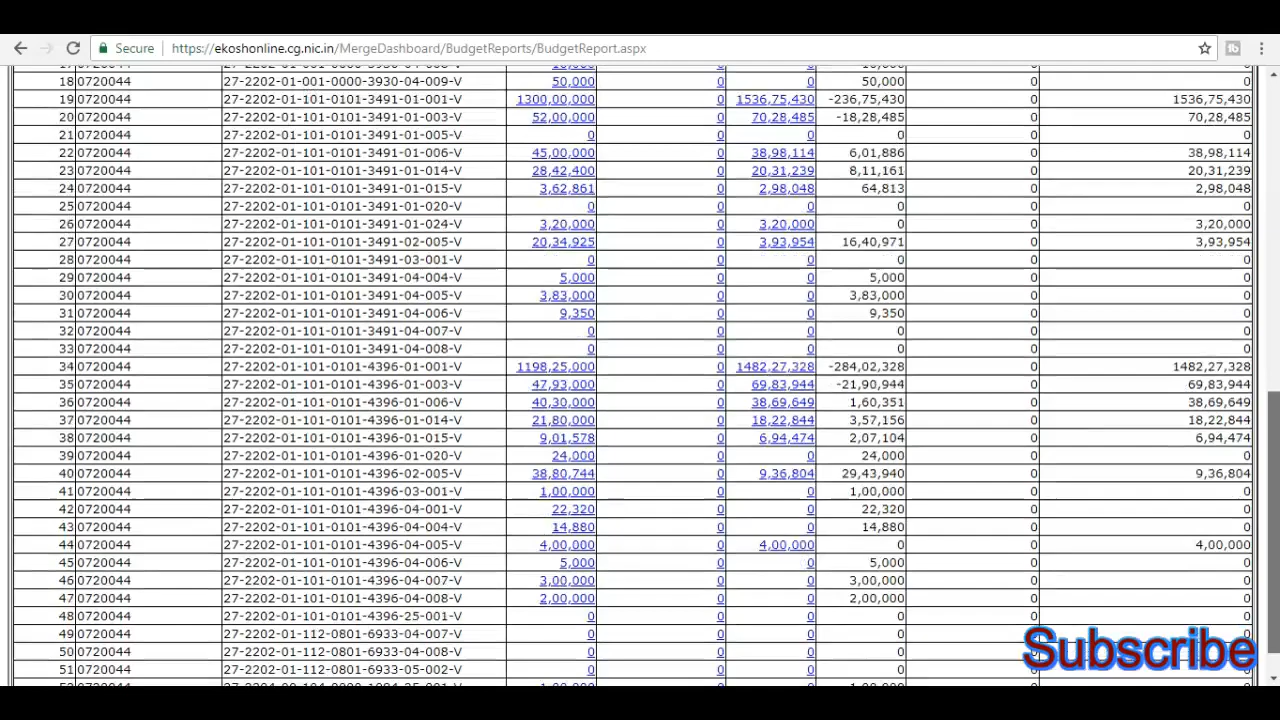 Secure https://ekoshonline.cg.nic.in/MergeDashboard/BudgetReports/BudgetReport.aspx
18 0720044 27-2202-01-001-0000-3930-04-009-V 50,000 0 0 50,000 0 0
19 0720044 27-2202-01-101-0101-3491-01-001-V 1300,00,000 0 1536,75,430 -236,75,430 0 1536,75,430
20 0720044 27-2202-01-101-0101-3491-01-003-V 52,00,000 0 70,28,485 -18,28,485 0 70,28,485
21 0720044 27-2202-01-101-0101-3491-01-005-V 0 0 0 0 0 0
22 0720044 27-2202-01-101-0101-3491-01-006-V 45,00,000 0 38,98,114 6,01,886 0 38,98,114
23 0720044 27-2202-01-101-0101-3491-01-014-V 28,42,400 0 20,31,239 8,11,161 0 20,31,239
24 0720044 27-2202-01-101-0101-3491-01-015-V 3,62,861 0 2,98,048 64,813 0 2,98,048
25 0720044 27-2202-01-101-0101-3491-01-020-V 0 0 0 0 0 0
26 0720044 27-2202-01-101-0101-3491-01-024-V 3,20,000 0 3,20,000 0 0 3,20,000
27 0720044 27-2202-01-101-0101-3491-02-005-V 20,34,925 0 3,93,954 16,40,971 0 3,93,954
28 0720044 27-2202-01-101-0101-3491-03-001-V 0 0 0 0 0 0
29 0720044 27-2202-01-101-0101-3491-04-004-V 5,000 0 0 5,000 0 0
30 0720044 27-2202-01-101-0101-3491-04-005-V 3,83,000 0 0 3,83,000 0 0
31 0720044 27-2202-01-101-0101-3491-04-006-V 9,350 0 0 9,350 0 0
32 0720044 27-2202-01-101-0101-3491-04-007-V 0 0 0 0 0 0
33 0720044 27-2202-01-101-0101-3491-04-008-V 0 0 0 0 0 0
34 0720044 27-2202-01-101-0101-4396-01-001-V 1198,25,000 0 1482,27,328 -284,02,328 0 1482,27,328
35 0720044 27-2202-01-101-0101-4396-01-003-V 47,93,000 0 69,83,944 -21,90,944 0 69,83,944
36 0720044 27-2202-01-101-0101-4396-01-006-V 40,30,000 0 38,69,649 1,60,351 0 38,69,649
37 0720044 27-2202-01-101-0101-4396-01-014-V 21,80,000 0 18,22,844 3,57,156 0 18,22,844
38 0720044 27-2202-01-101-0101-4396-01-015-V 9,01,578 0 6,94,474 2,07,104 0 6,94,474
39 0720044 27-2202-01-101-0101-4396-01-020-V 24,000 0 0 24,000 0 0
40 0720044 27-2202-01-101-0101-4396-02-005-V 38,80,744 0 9,36,804 29,43,940 0 9,36,804
41 0720044 27-2202-01-101-0101-4396-03-001-V 1,00,000 0 0 1,00,000 0 0
42 0720044 27-2202-01-101-0101-4396-04-001-V 22,320 0 0 22,320 0 0
43 0720044 27-2202-01-101-0101-4396-04-004-V 14,880 0 0 14,880 0 0
44 0720044 27-2202-01-101-0101-4396-04-005-V 4,00,000 0 4,00,000 0 0 4,00,000
45 0720044 27-2202-01-101-0101-4396-04-006-V 5,000 0 0 5,000 0 0
46 0720044 27-2202-01-101-0101-4396-04-007-V 3,00,000 0 0 3,00,000 0 0
47 0720044 27-2202-01-101-0101-4396-04-008-V 2,00,000 0 0 2,00,000 0 0
48 0720044 27-2202-01-101-0101-4396-25-001-V 0 0 0 0 0 0
49 0720044 27-2202-01-112-0801-6933-04-007-V 0 0 0 0 0
50 0720044 27-2202-01-112-0801-6933-04-008-V 0 0 0 0 0
51 0720044 27-2202-01-112-0801-6933-05-002-V 0 0 0 0 0
Subscribe